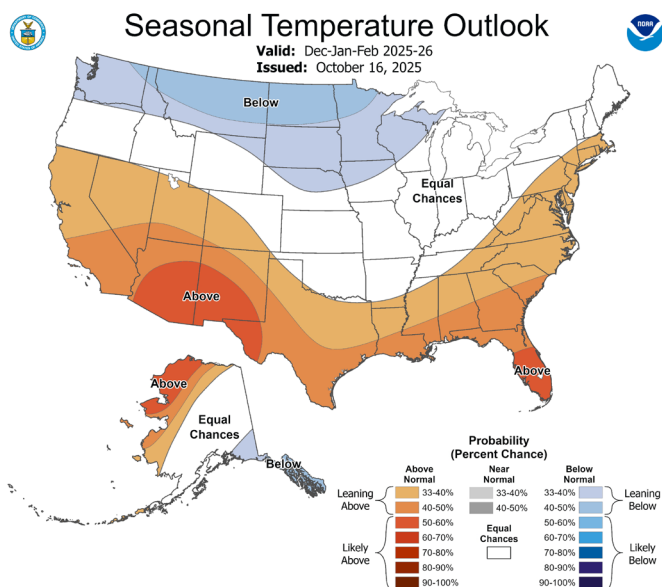 Seasonal Temperature Outlook
Valid: Dec-Jan-Feb 2025-26
Issued: October 16, 2025
NOAA
Below
Equal
Chances
Above
Above
Above
Equal
Chances
Below
Probability
(Percent Chance)
Above
Normal
Near
Normal
Below
Normal
Leaning
Above
33-40%
40-50%
33-40%
40-50%
33-40%
40-50%
Leaning
Below
Likely
Above
50-60%
60-70%
70-80%
80-90%
90-100%
Equal
Chances
50-60%
60-70%
70-80%
80-90%
90-100%
Likely
Below